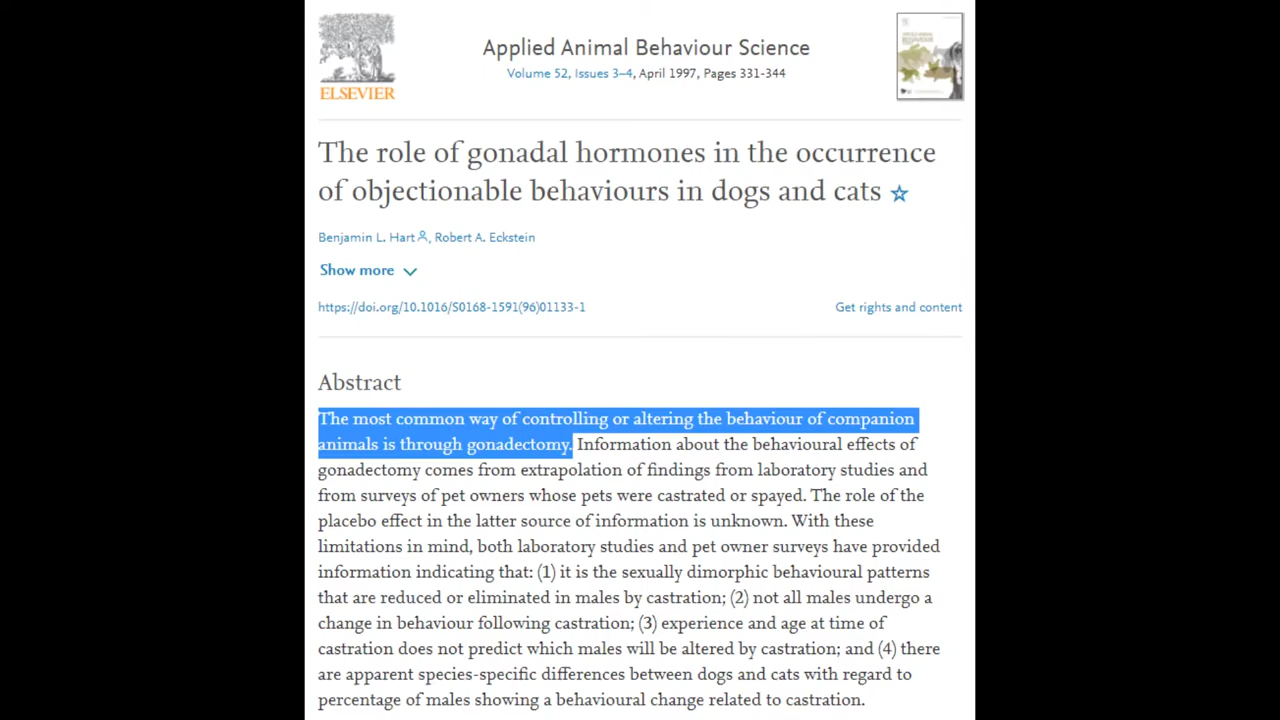 ELSEVIER
Applied Animal Behaviour Science
Volume 52, Issues 3–4, April 1997, Pages 331-344
The role of gonadal hormones in the occurrence
of objectionable behaviours in dogs and cats ☆
Benjamin L. Hart, Robert A. Eckstein
Show more
https://doi.org/10.1016/S0168-1591(96)01133-1
Get rights and content
Abstract
The most common way of controlling or altering the behaviour of companion
animals is through gonadectomy. Information about the behavioural effects of
gonadectomy comes from extrapolation of findings from laboratory studies and
from surveys of pet owners whose pets were castrated or spayed. The role of the
placebo effect in the latter source of information is unknown. With these
limitations in mind, both laboratory studies and pet owner surveys have provided
information indicating that: (1) it is the sexually dimorphic behavioural patterns
that are reduced or eliminated in males by castration; (2) not all males undergo a
change in behaviour following castration; (3) experience and age at time of
castration does not predict which males will be altered by castration; and (4) there
are apparent species-specific differences between dogs and cats with regard to
percentage of males showing a behavioural change related to castration.